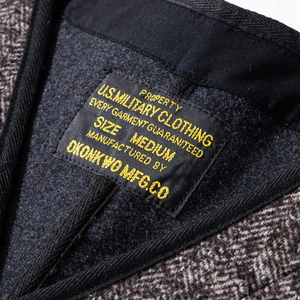 PROPERTY
U.S.MILITARY CLOTHING
EVERY GARMENT GUARANTEED
SIZE MEDIUM
MANUFACTURED BY
OKONKWO MFG.CO